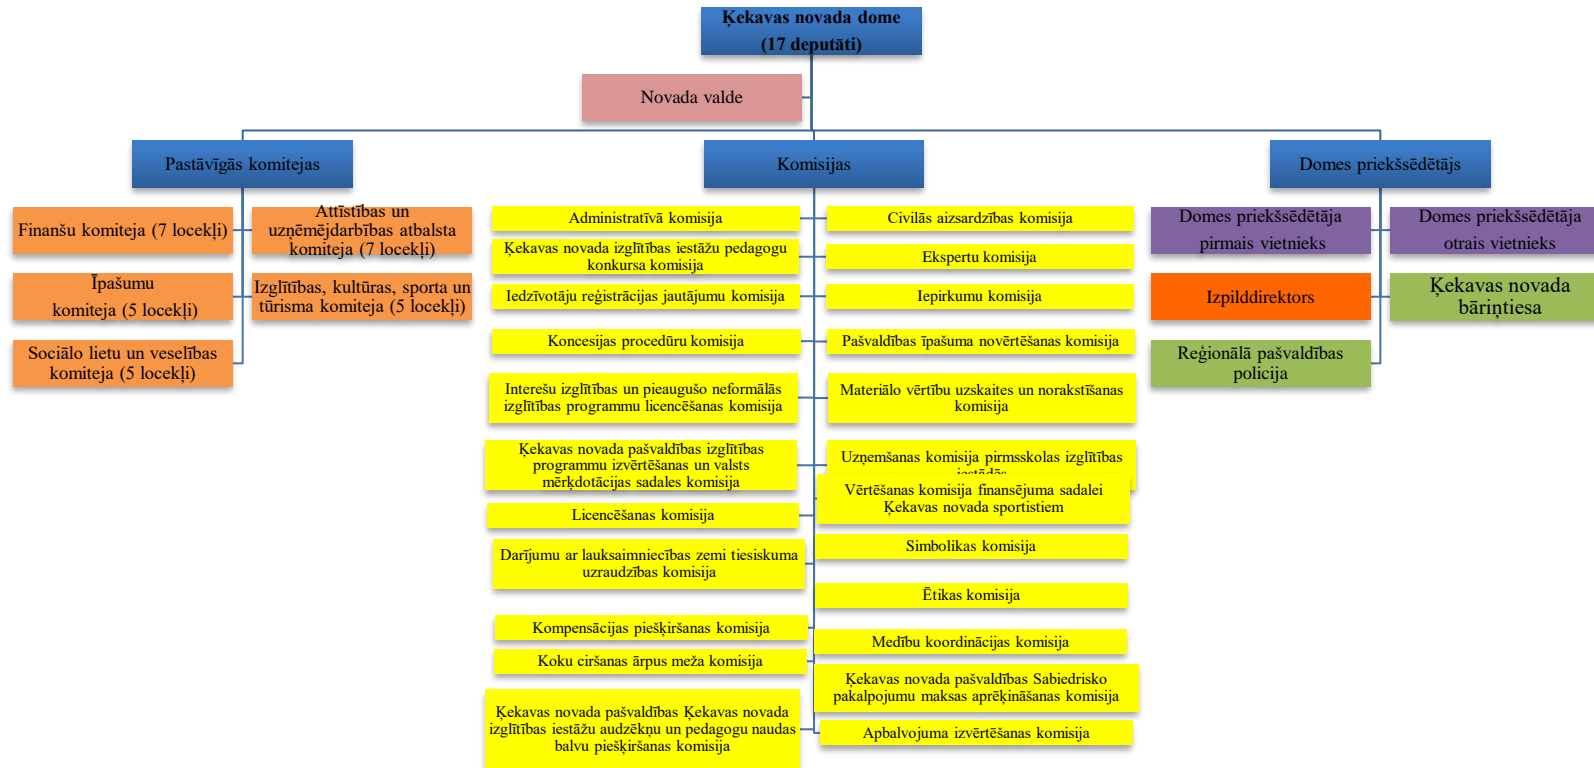 Ķekavas novada dome
(17 deputāti)
Novada valde
Pastāvīgās komitejas
Komisijas
Domes priekšsēdētājs
Finanšu komiteja (7 locekļi)
Attīstības un
uzņēmējdarbības atbalsta
komiteja (7 locekļi)
Īpašumu
komiteja (5 locekļi)
Izglītības, kultūras, sporta un
tūrisma komiteja (5 locekļi)
Sociālo lietu un veselības
komiteja (5 locekļi)
Administratīvā komisija
Civilās aizsardzības komisija
Ķekavas novada izglītības iestāžu pedagogu
konkursa komisija
Ekspertu komisija
Iedzīvotāju reģistrācijas jautājumu komisija
Iepirkumu komisija
Koncesijas procedūru komisija
Pašvaldības īpašuma novērtēšanas komisija
Interešu izglītības un pieaugušo neformālās
izglītības programmu licencēšanas komisija
Materiālo vērtību uzskaites un norakstīšanas
komisija
Ķekavas novada pašvaldības izglītības
programmu izvērtēšanas un valsts
mērķdotācijas sadales komisija
Uzņemšanas komisija pirmsskolas izglītības
iestādēs
Licencēšanas komisija
Vērtēšanas komisija finansējuma sadalei
Ķekavas novada sportistiem
Darījumu ar lauksaimniecības zemi tiesiskuma
uzraudzības komisija
Simbolikas komisija
Ētikas komisija
Kompensācijas piešķiršanas komisija
Medību koordinācijas komisija
Koku ciršanas ārpus meža komisija
Ķekavas novada pašvaldības Sabiedrisko
pakalpojumu maksas aprēķināšanas komisija
Ķekavas novada pašvaldības Ķekavas novada
izglītības iestāžu audzēkņu un pedagogu naudas
balvu piešķiršanas komisija
Apbalvojuma izvērtēšanas komisija
Domes priekšsēdētāja
pirmais vietnieks
Domes priekšsēdētāja
otrais vietnieks
Izpilddirektors
Ķekavas novada
bāriņtiesa
Reģionālā pašvaldības
policija